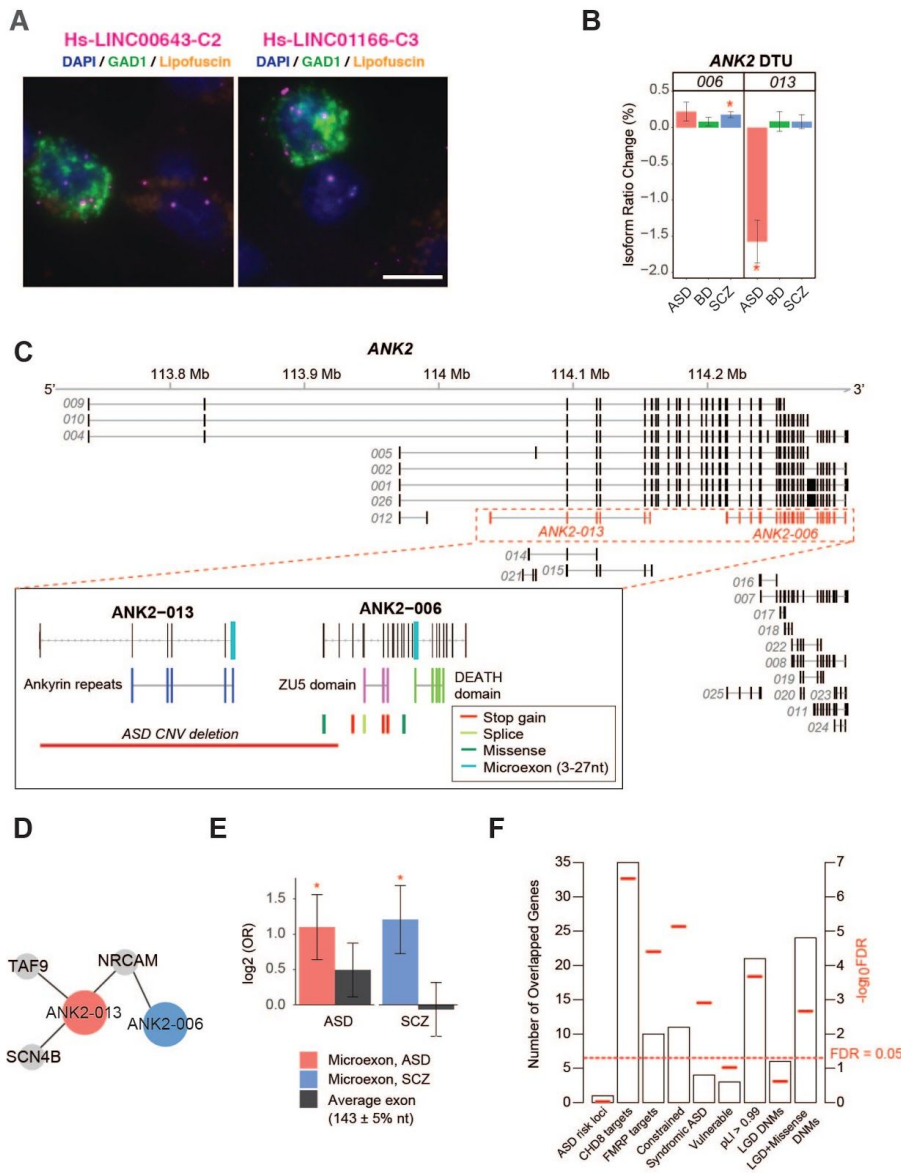 A
Hs-LINC00643-C2
DAPI / GAD1 / Lipofuscin
Hs-LINC01166-C3
DAPI / GAD1 / Lipofuscin
B
ANK2 DTU
006 013
Isoform Ratio Change (%)
0.5
0.0
−0.5
−1.0
−1.5
−2.0
*
*
ASD BD SCZ ASD BD SCZ
C
ANK2
113.8 Mb 113.9 Mb 114 Mb 114.1 Mb 114.2 Mb
5' 3'
009
010
004
005
002
001
026
012
ANK2-013 ANK2-006
014
015
021
016
007
017
018
022
008
019
025 020 023
011
024
ANK2−013 ANK2−006
Ankyrin repeats
ZU5 domain
DEATH
domain
ASD CNV deletion
Stop gain
Splice
Missense
Microexon (3-27nt)
D
TAF9
NRCAM
ANK2-013
ANK2-006
SCN4B
E
log2 (OR)
1.5
1.0
0.5
0.0
* *
ASD SCZ
Microexon, ASD
Microexon, SCZ
Average exon
(143 ± 5% nt)
F
Number of Overlapped Genes
35
30
25
20
15
10
5
0
7
6
5
4
3
2
1
0
-log10FDR
FDR = 0.05
ASD risk loci
CHD8 targets
FMRP targets
Constrained
Syndromic ASD
Vulnerable
pLI > 0.99
LGD DNMs
LGD+Missense
DNMs